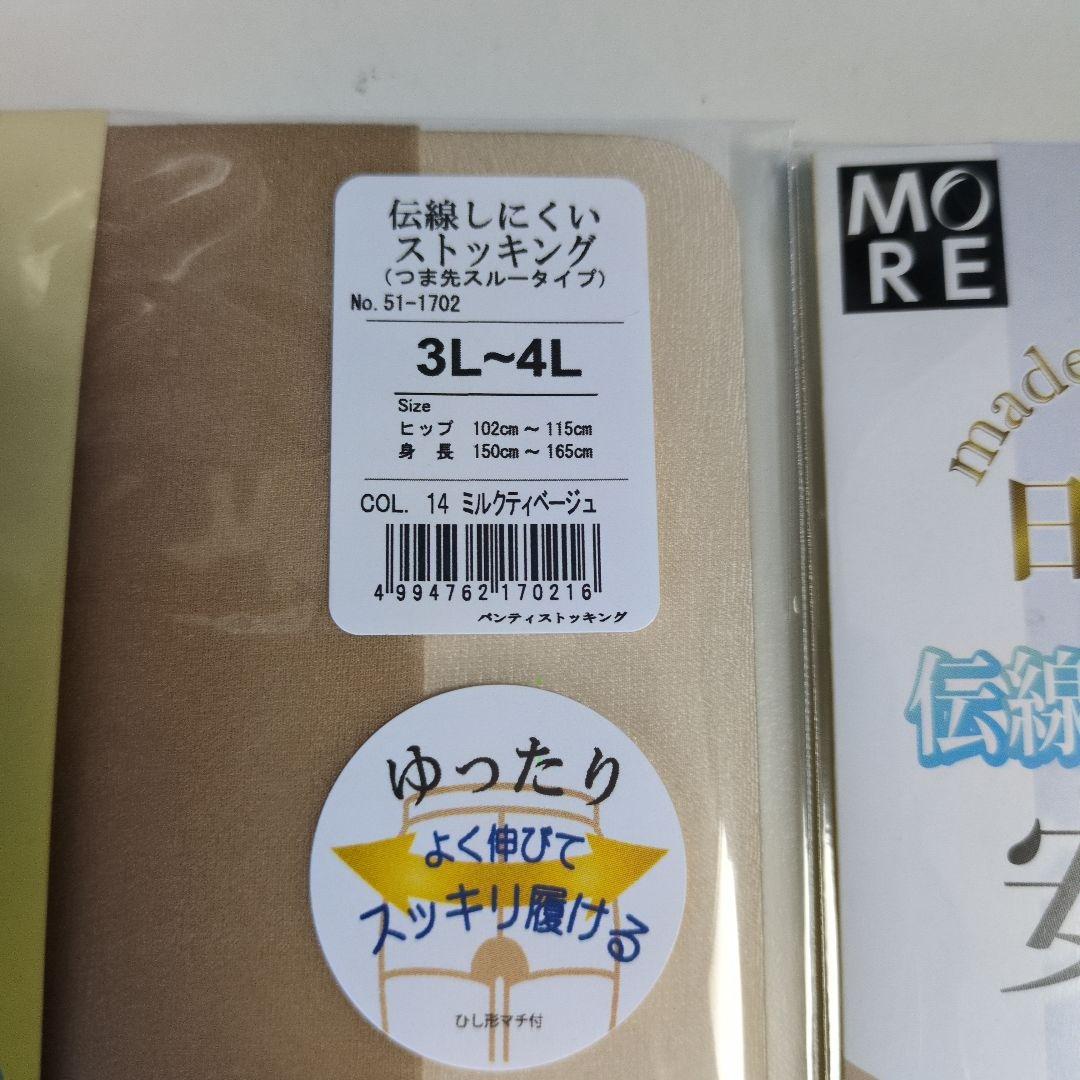 伝線しにくい
ストッキング
(つま先スルータイプ)
No. 51-1702
3L~4L
Size
ヒップ 102cm ~ 115cm
身 長 150cm ~ 165cm
COL. 14 ミルクティベージュ
4 994762 170216
パンティストッキング
ゆったり
よく伸びて
スッキリ履ける
ひし形マチ付
MO
RE
made
伝線